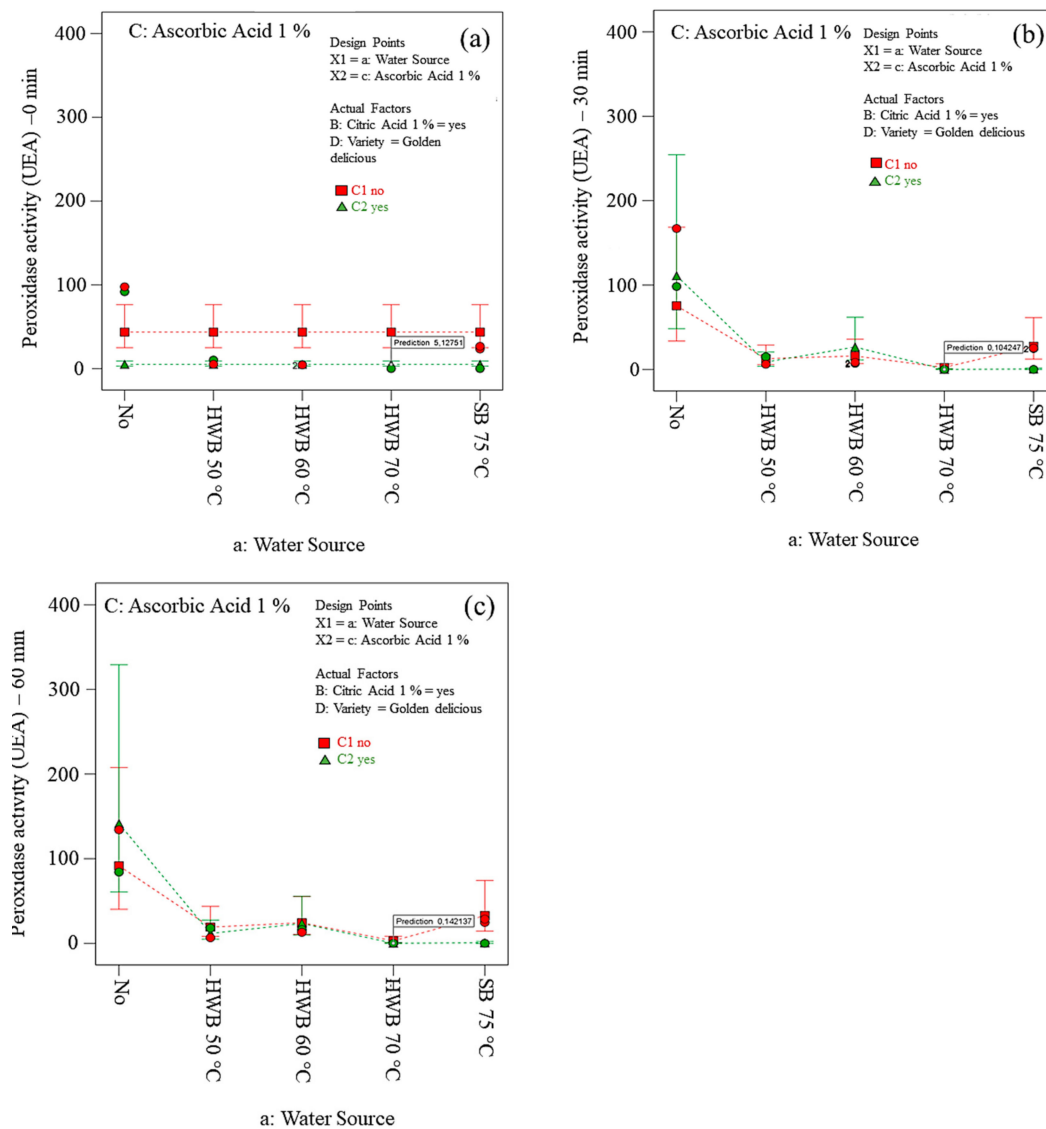 C: Ascorbic Acid 1 %
(a)
Design Points
X1 = a: Water Source
X2 = c: Ascorbic Acid 1 %
Actual Factors
B: Citric Acid 1 % = yes
D: Variety = Golden
delicious
C1 no
C2 yes
Peroxidase activity (UEA) –0 min
400
300
200
100
0
2
Prediction 5,12751
No
HWB 50 °C
HWB 60 °C
HWB 70 °C
SB 75 °C
a: Water Source
C: Ascorbic Acid 1 %
(b)
Design Points
X1 = a: Water Source
X2 = c: Ascorbic Acid 1 %
Actual Factors
B: Citric Acid 1 % = yes
D: Variety = Golden delicious
C1 no
C2 yes
Peroxidase activity (UEA) – 30 min
400
300
200
100
0
2
Prediction 0,104247
2
No
HWB 50 °C
HWB 60 °C
HWB 70 °C
SB 75 °C
a: Water Source
C: Ascorbic Acid 1 %
(c)
Design Points
X1 = a: Water Source
X2 = c: Ascorbic Acid 1 %
Actual Factors
B: Citric Acid 1 % = yes
D: Variety = Golden delicious
C1 no
C2 yes
Peroxidase activity (UEA) – 60 mm
400
300
200
100
0
Prediction 0,142137
No
HWB 50 °C
HWB 60 °C
HWB 70 °C
SB 75 °C
a: Water Source